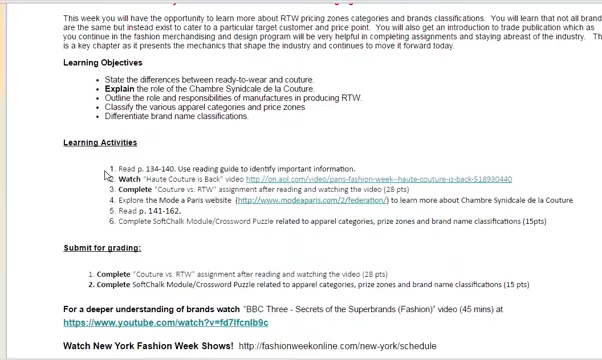 This week you will have the opportunity to learn more about RTW pricing zones categories and brands classifications. You will learn that not all brand
are the same but instead exist to cater to a particular target customer and price point. You will also get an introduction to trade publication which as
you continue in the fashion merchandising and design program will be very helpful in completing assignments and staying abreast of the industry. Th
is a key chapter as it presents the mechanics that shape the industry and continues to move it forward today.
Learning Objectives
• State the differences between ready-to-wear and couture.
• Explain the role of the Chambre Synidcale de la Couture.
• Outline the role and responsibilities of manufactures in producing RTW.
• Classify the various apparel categories and price zones
• Differentiate brand name classifications.
Learning Activities
1. Read p. 134-140. Use reading guide to identify important information.
2. Watch "Haute Couture is Back" video http://on.aol.com/video/paris-fashion-week--haute-couture-is-back-518930440
3. Complete "Couture vs. RTW" assignment after reading and watching the video (28 pts)
4. Explore the Mode a Paris website (http://www.modeaparis.com/2/federation/) to learn more about Chambre Syndicale de la Couture
5. Read p. 141-162.
6. Complete SoftChalk Module/Crossword Puzzle related to apparel categories, prize zones and brand name classifications (15pts)
Submit for grading:
1. Complete "Couture vs. RTW" assignment after reading and watching the video (28 pts)
2. Complete SoftChalk Module/Crossword Puzzle related to apparel categories, prize zones and brand name classifications (15 pts)
For a deeper understanding of brands watch "BBC Three - Secrets of the Superbrands (Fashion)" video (45 mins) at
https://www.youtube.com/watch?v=fd7lfcnIb9c
Watch New York Fashion Week Shows! http://fashionweekonline.com/new-york/schedule